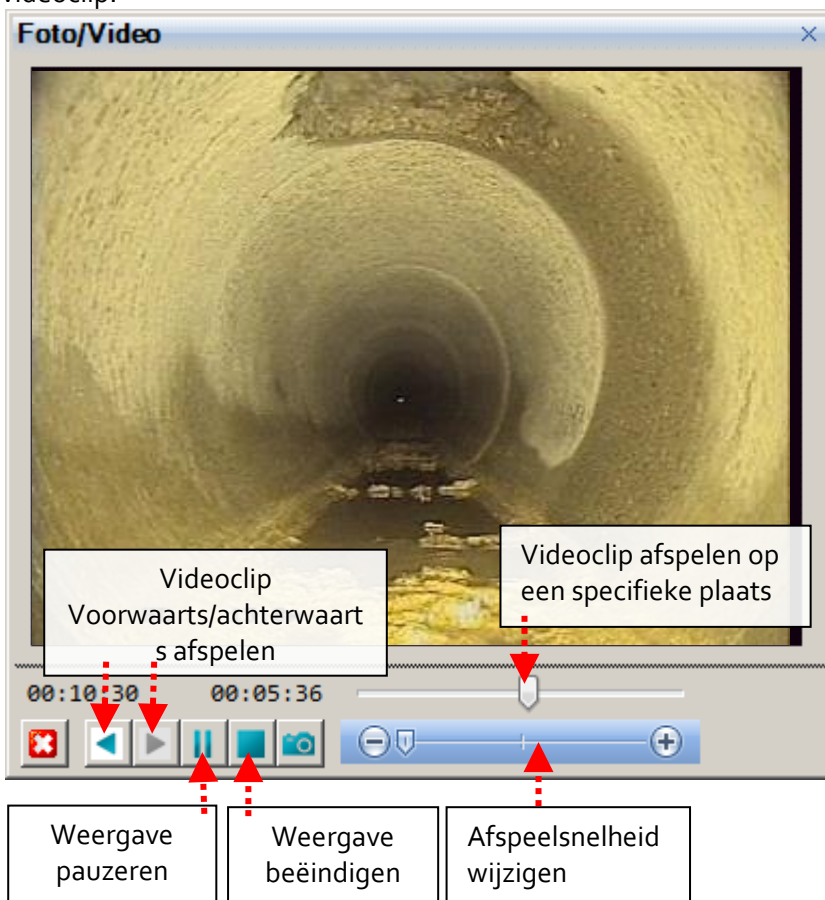 videoclip.
Foto/Video
Videoclip
Voorwaarts/achterwaart
s afspelen
Videoclip afspelen op
een specifieke plaats
00:10:30 00:05:36
Weergave
pauzeren
Weergave
beëindigen
Afspeelsnelheid
wijzigen